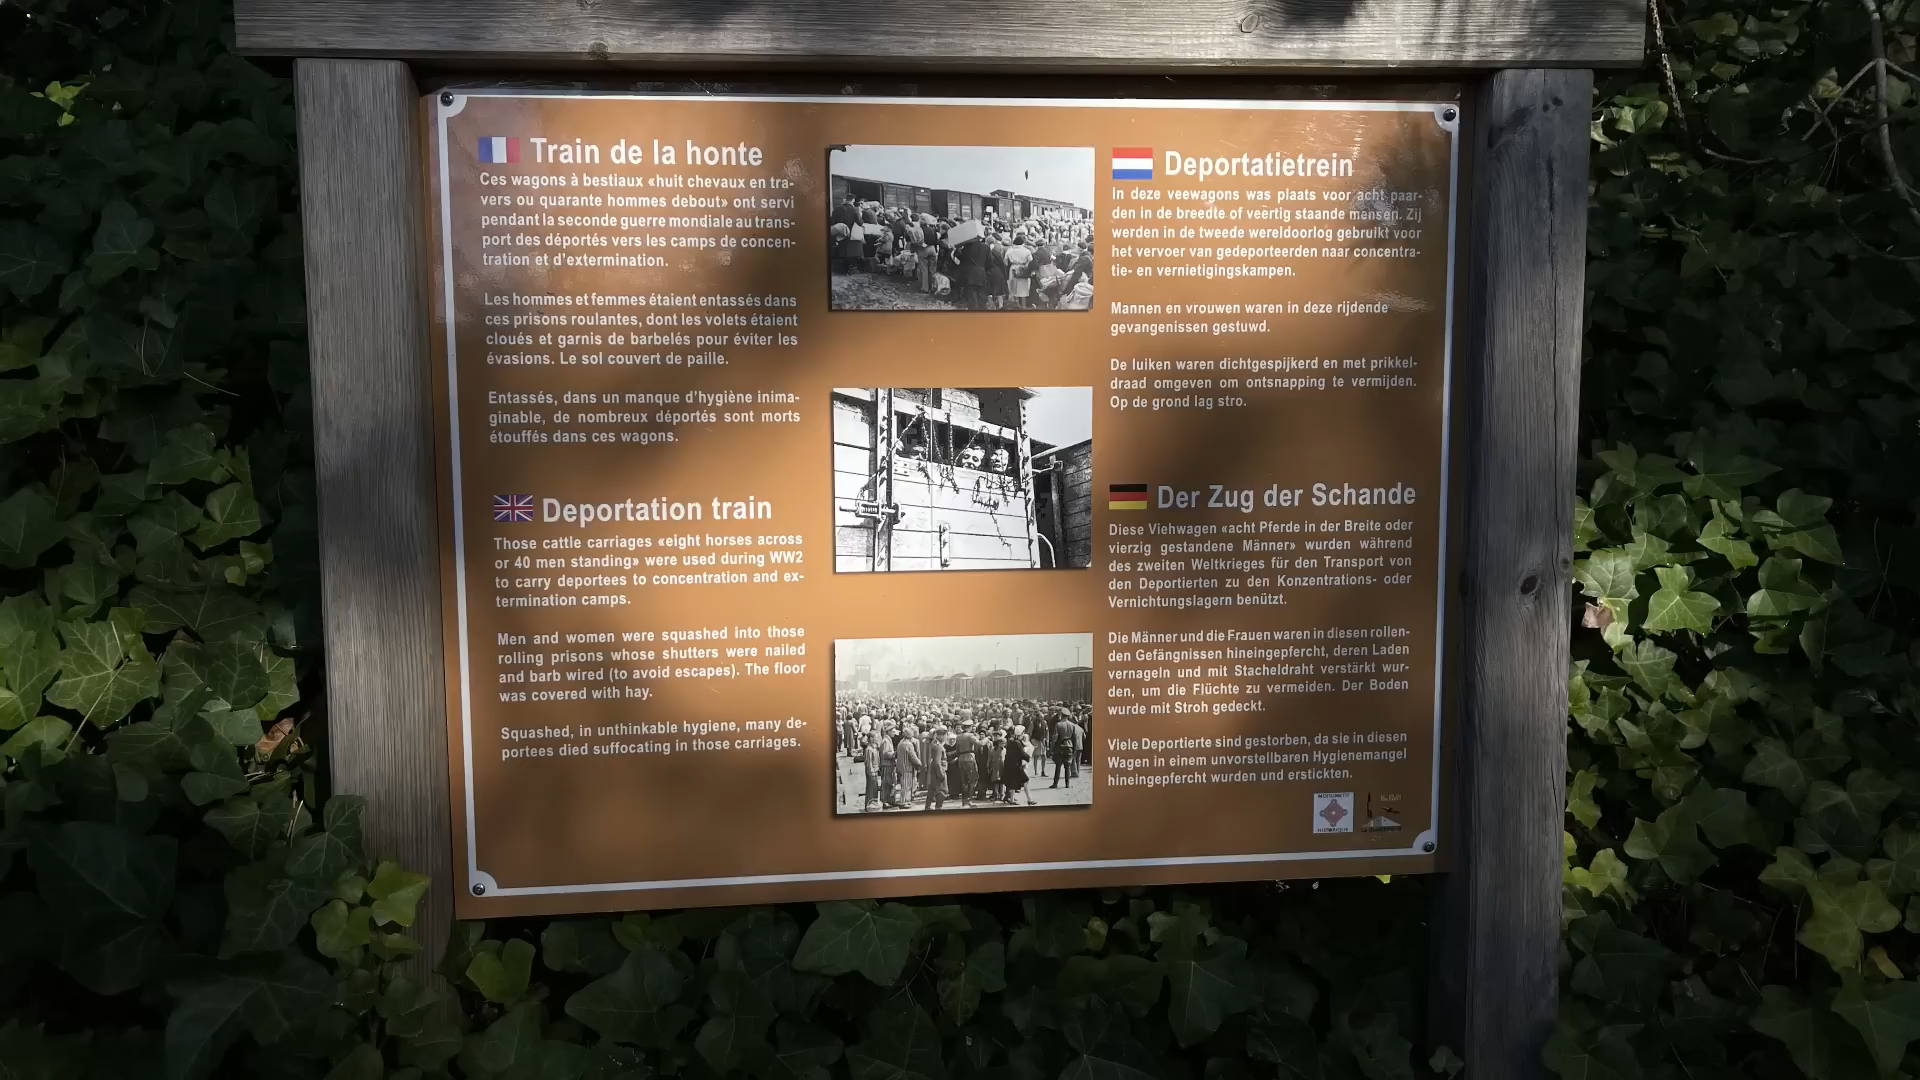 Train de la honte
Ces wagons à bestiaux «huit chevaux en tra-
vers ou quarante hommes debout» ont servi
pendant la seconde guerre mondiale au trans-
port des déportés vers les camps de concen-
tration et d'extermination.
Les hommes et femmes étaient entassés dans
ces prisons roulantes, dont les volets étaient
cloués et garnis de barbelés pour éviter les
évasions. Le sol couvert de paille.
Entassés, dans un manque d'hygiène inima-
ginable, de nombreux déportés sont morts
étouffés dans ces wagons.
Deportation train
Those cattle carriages «eight horses across
or 40 men standing» were used during WW2
to carry deportees to concentration and ex-
termination camps.
Men and women were squashed into those
rolling prisons whose shutters were nailed
and barb wired (to avoid escapes). The floor
was covered with hay.
Squashed, in unthinkable hygiene, many de-
portees died suffocating in those carriages.
Deportatietrein
In deze veewagons was plaats voor acht paar-
den in de breedte of veèrtig staande mensen. Zij
werden in de tweede wereldoorlog gebruikt voor
het vervoer van gedeporteerden naar concentra-
tie- en vernietigingskampen.
Mannen en vrouwen waren in deze rijdende
gevangenissen gestuwd.
De luiken waren dichtgespijkerd en met prikkel-
draad omgeven om ontsnapping te vermijden.
Op de grond lag stro.
Der Zug der Schande
Diese Viehwagen «acht Pferde in der Breite oder
vierzig gestandene Männer» wurden während
des zweiten Weltkrieges für den Transport von
den Deportierten zu den Konzentrations- oder
Vernichtungslagern benützt.
Die Männer und die Frauen waren in diesen rollen-
den Gefängnissen hineingepfercht, deren Laden
vernageln und mit Stacheldraht verstärkt wur-
den, um die Flüchte zu vermeiden. Der Boden
wurde mit Stroh gedeckt.
Viele Deportierte sind gestorben, da sie in diesen
Wagen in einem unvorstellbaren Hygienemangel
hineingepfercht wurden und erstickten.
MONUMENT
HISTORIQUE